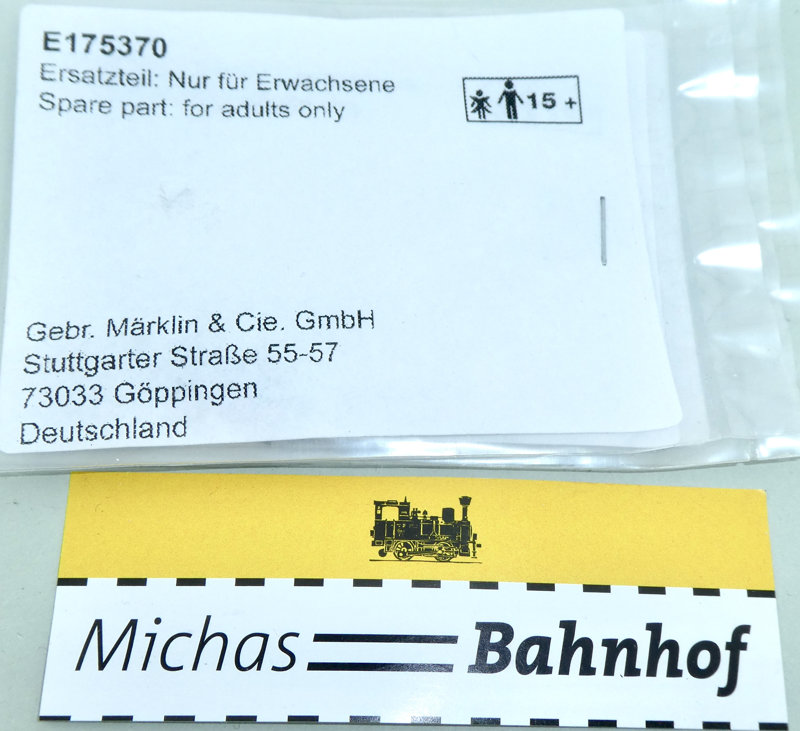 E175370
Ersatzteil: Nur für Erwachsene
Spare part: for adults only
15 +
Gebr. Märklin & Cie. GmbH
Stuttgarter Straße 55-57
73033 Göppingen
Deutschland
Michas Bahnhof